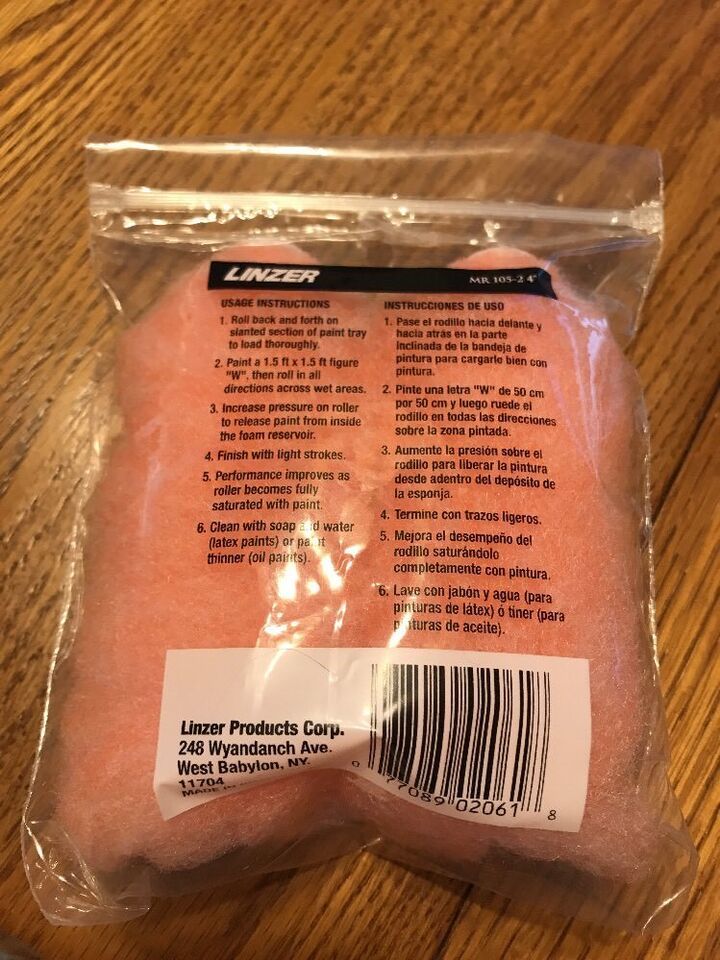 LINZER
MR 105-2 4"
USAGE INSTRUCTIONS
1. Roll back and forth on
slanted section of paint tray
to load thoroughly.
2. Paint a 1.5 ft x 1.5 ft figure
"W", then roll in all
directions across wet areas.
3. Increase pressure on roller
to release paint from inside
the foam reservoir.
4. Finish with light strokes.
5. Performance improves as
roller becomes fully
saturated with paint.
6. Clean with soap and water
(latex paints) or paint
thinner (oil paints).
INSTRUCCIONES DE USO
1. Pase el rodillo hacia delante y
hacia atrás en la parte
inclinada de la bandeja de
pintura para cargarlo bien con
pintura.
2. Pinte una letra "W" de 50 cm
por 50 cm y luego ruede el
rodillo en todas las direcciones
sobre la zona pintada.
3. Aumente la presión sobre el
rodillo para liberar la pintura
desde adentro del depósito de
la esponja.
4. Termine con trazos ligeros.
5. Mejora el desempeño del
rodillo saturándolo
completamente con pintura.
6. Lave con jabón y agua (para
pinturas de látex) ó tiner (para
pinturas de aceite).
Linzer Products Corp.
248 Wyandanch Ave.
West Babylon, NY.
11704
MADE IN
0 77089 02061 8